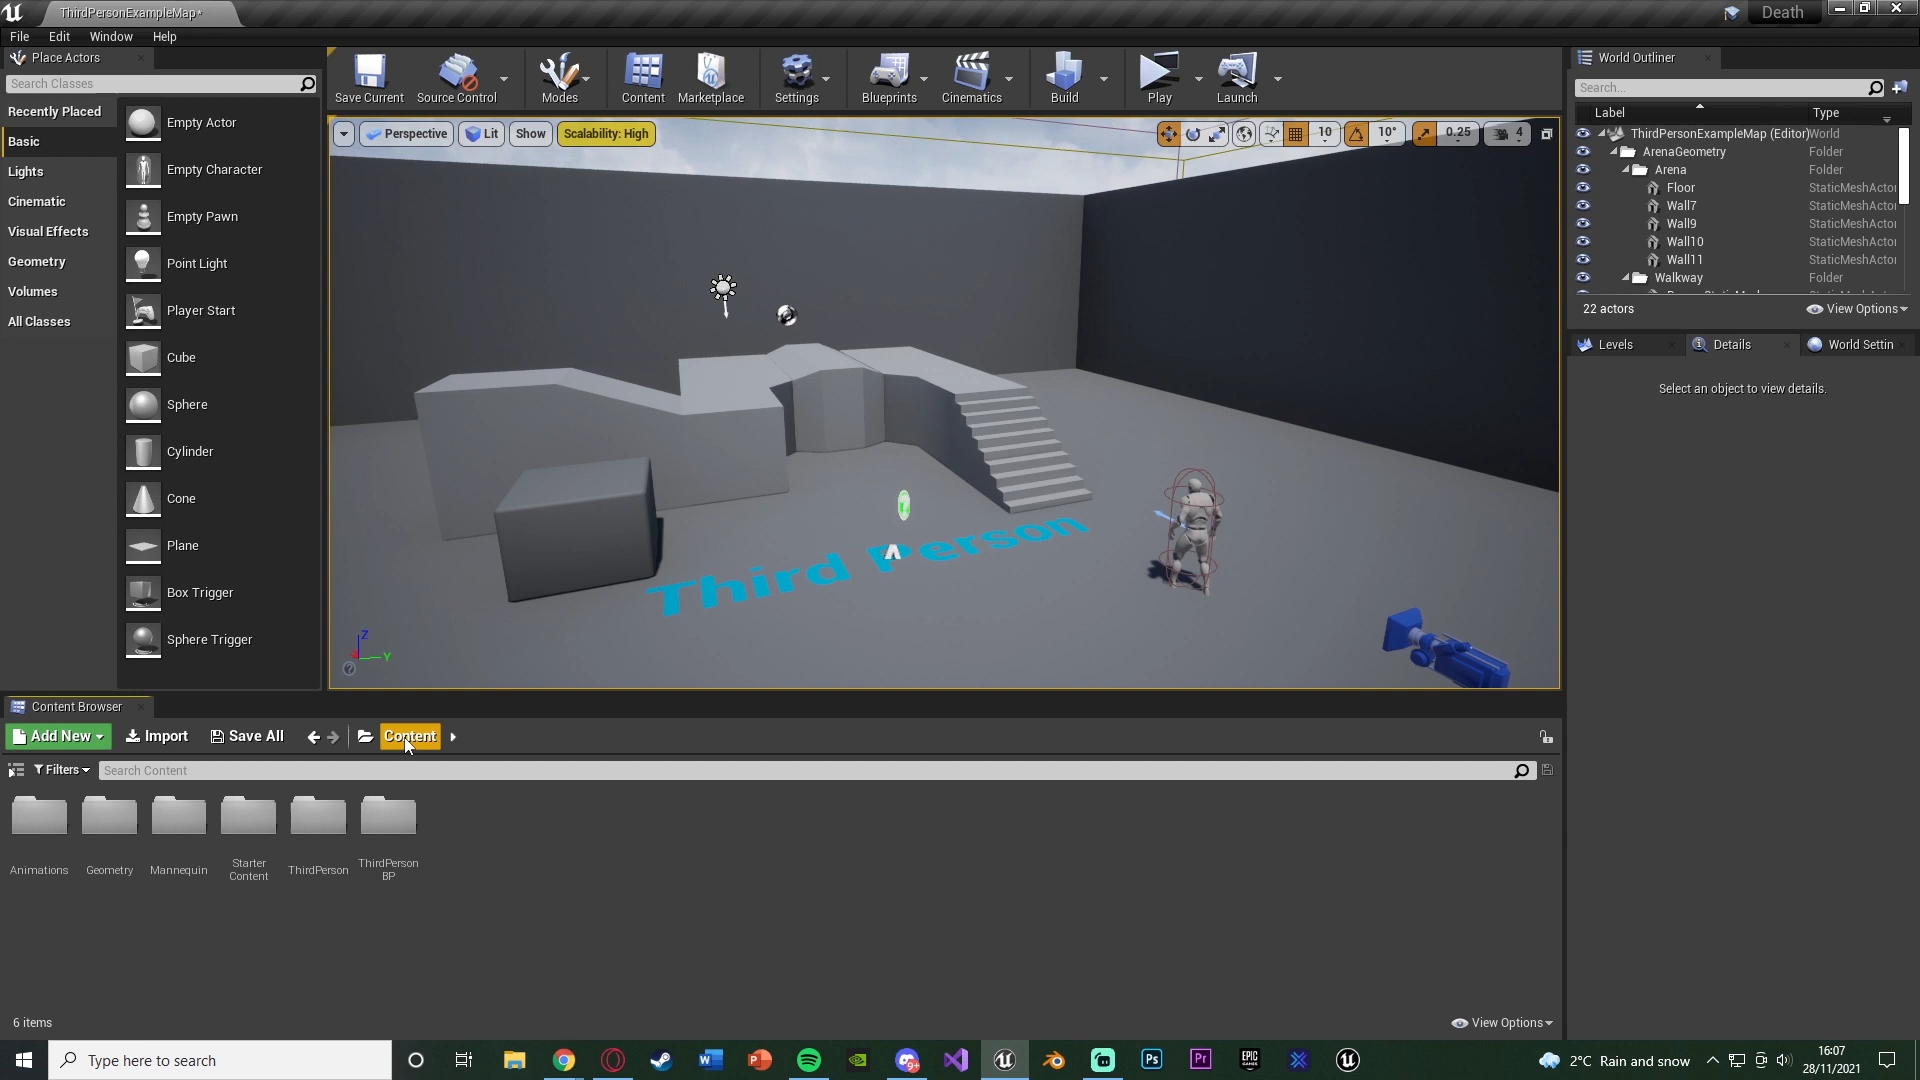 ThirdPersonExampleMap*
Death
File Edit Window Help
Place Actors
Search Classes
Recently Placed
Basic
Lights
Cinematic
Visual Effects
Geometry
Volumes
All Classes
Empty Actor
Empty Character
Empty Pawn
Point Light
Player Start
Cube
Sphere
Cylinder
Cone
Plane
Box Trigger
Sphere Trigger
Save Current Source Control Modes Content Marketplace Settings Blueprints Cinematics Build Play Launch
Perspective Lit Show Scalability: High
10 10° 0.25 4
Third Person
Z
Y
World Outliner
Search...
Label Type
ThirdPersonExampleMap (Editor) World
ArenaGeometry Folder
Arena Folder
Floor StaticMeshActor
Wall7 StaticMeshActor
Wall9 StaticMeshActor
Wall10 StaticMeshActor
Wall11 StaticMeshActor
Walkway Folder
22 actors View Options
Levels Details World Settin
Select an object to view details.
Content Browser
Add New Import Save All Content
Filters Search Content
Animations
Geometry
Mannequin
Starter
Content
ThirdPerson
ThirdPerson
BP
6 items View Options
Type here to search
9+
Ps
Pr
EPIC
GAMES
2°C Rain and snow
16:07
28/11/2021